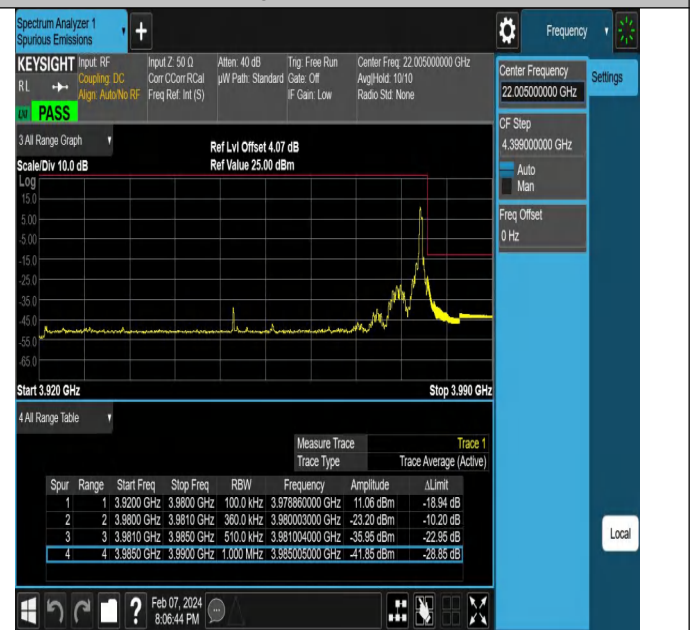 Spectrum Analyzer 1
Spurious Emissions
Frequency
KEYSIGHT
RL
Input: RF
Coupling: DC
Align: Auto/No RF
Input Z: 50 Ω
Corr CCorr RCal
Freq Ref: Int (S)
Atten: 40 dB
µW Path: Standard
Trig: Free Run
Gate: Off
IF Gain: Low
Center Freq: 22.005000000 GHz
Avg|Hold: 10/10
Radio Std: None
PASS
Center Frequency
22.005000000 GHz
Settings
CF Step
4.399000000 GHz
Auto
Man
Freq Offset
0 Hz
3 All Range Graph
Ref Lvl Offset 4.07 dB
Scale/Div 10.0 dB
Ref Value 25.00 dBm
Log
15.0
5.00
-5.00
-15.0
-25.0
-35.0
-45.0
-55.0
-65.0
Start 3.920 GHz
Stop 3.990 GHz
4 All Range Table
Measure Trace Trace 1
Trace Type Trace Average (Active)
Spur Range Start Freq Stop Freq RBW Frequency Amplitude ΔLimit
1 1 3.9200 GHz 3.9800 GHz 100.0 kHz 3.978860000 GHz 11.06 dBm -18.94 dB
2 2 3.9800 GHz 3.9810 GHz 360.0 kHz 3.980003000 GHz -23.20 dBm -10.20 dB
3 3 3.9810 GHz 3.9850 GHz 510.0 kHz 3.981004000 GHz -35.95 dBm -22.95 dB
4 4 3.9850 GHz 3.9900 GHz 1.000 MHz 3.985005000 GHz -41.85 dBm -28.85 dB
Local
Feb 07, 2024
8:06:44 PM